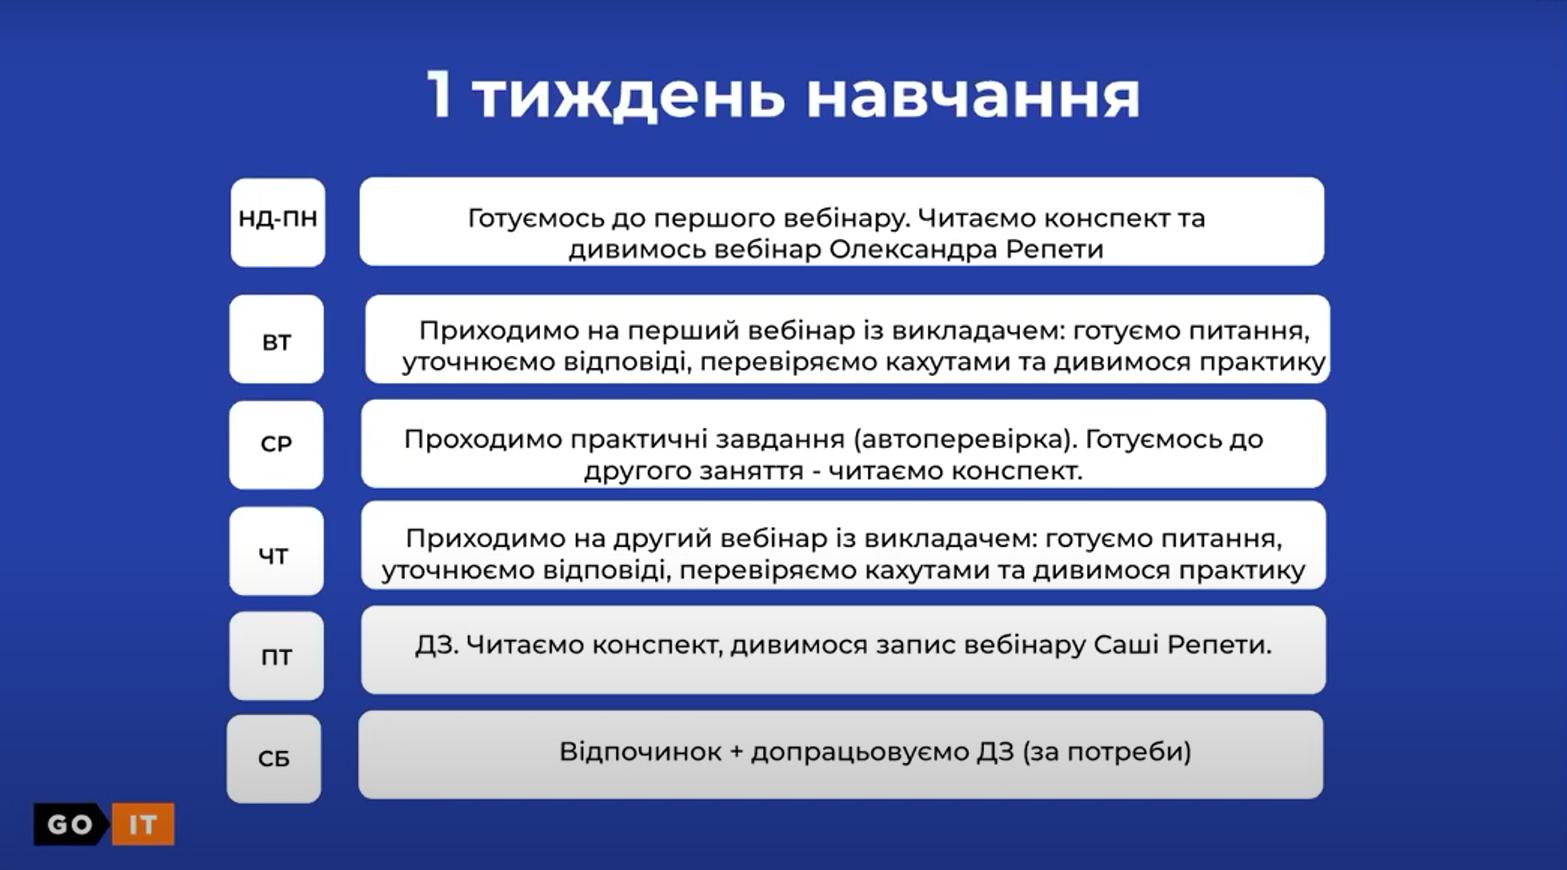 1 тиждень навчання
НД-ПН
Готуємось до першого вебінару. Читаємо конспект та
дивимось вебінар Олександра Репети
ВТ
Приходимо на перший вебінар із викладачем: готуємо питання,
уточнюємо відповіді, перевіряємо кахутами та дивимося практику
СР
Проходимо практичні завдання (автоперевірка). Готуємось до
другого заняття - читаємо конспект.
ЧТ
Приходимо на другий вебінар із викладачем: готуємо питання,
уточнюємо відповіді, перевіряємо кахутами та дивимося практику
ПТ
ДЗ. Читаємо конспект, дивимося запис вебінару Саші Репети.
СБ
Відпочинок + допрацьовуємо ДЗ (за потреби)
GO IT